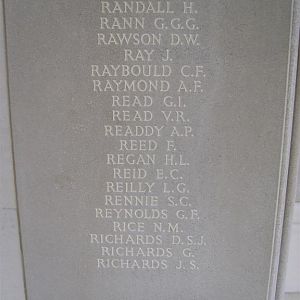 RANDALL H.
RANN G.G.G.
RAWSON D.W.
RAY J.
RAYBOULD C.F.
RAYMOND A.F.
READ G.I.
READ V.R.
READDY A.P.
REED F.
REGAN H.L.
REID E.C.
REILLY L.G.
RENNIE S.C.
REYNOLDS G.F.
RICE N.M.
RICHARDS D.S.J.
RICHARDS G.
RICHARDS J.S.